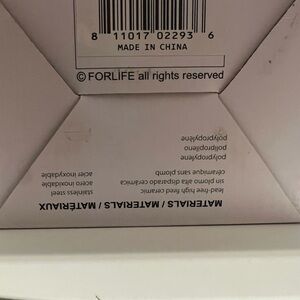 8 11017 02293 6
MADE IN CHINA
© FORLIFE all rights reserved
MATERIALS / MATERIALS / MATÉRIAUX
lead-free high fired ceramic
sin plomo alta disparado cerámica
céramique sans plomb
polypropylene
polipropileno
polypropylène
stainless steel
acero inoxidable
acier inoxydable